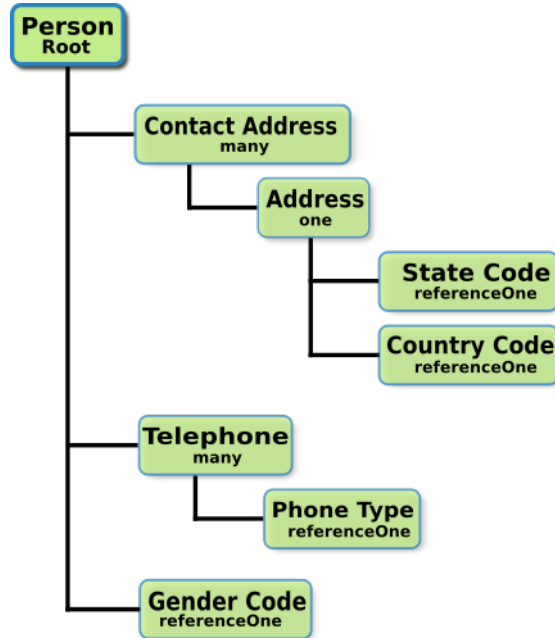 Person
Root
Contact Address
many
Address
one
State Code
referenceOne
Country Code
referenceOne
Telephone
many
Phone Type
referenceOne
Gender Code
referenceOne